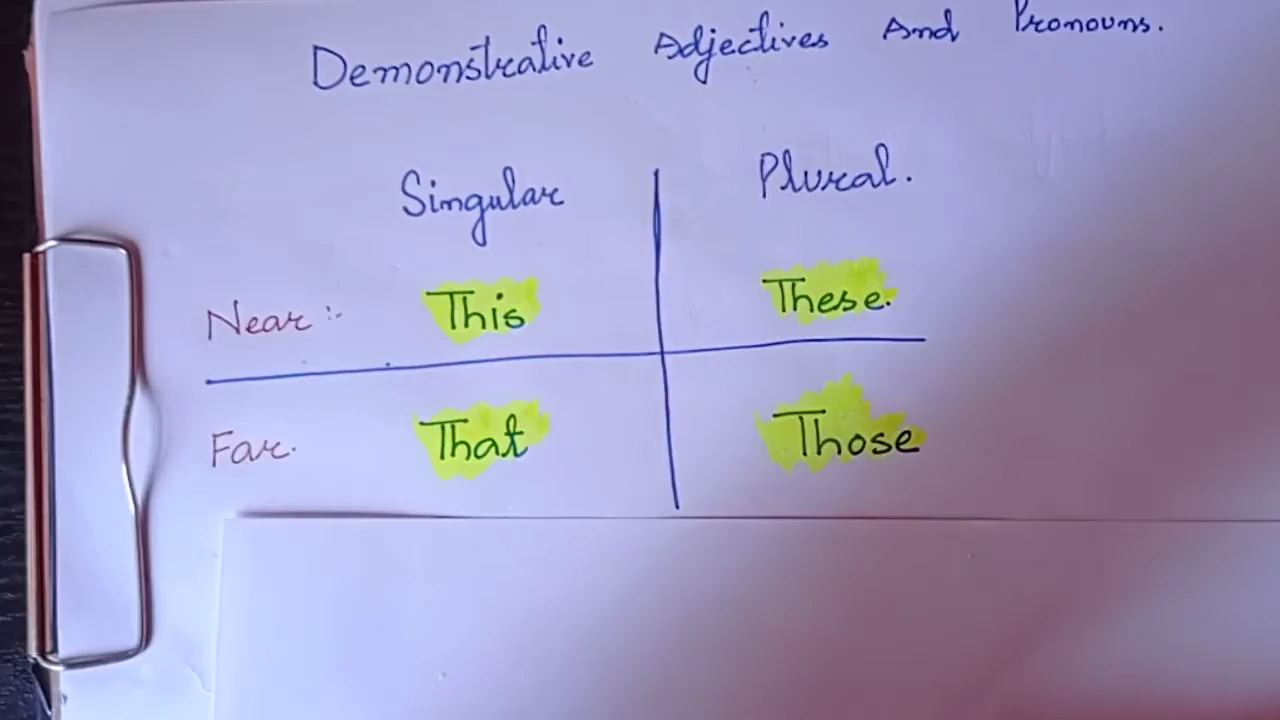 Demonstrative Adjectives And Pronouns.
Singular Plural.
Near :- This These.
Far. That Those